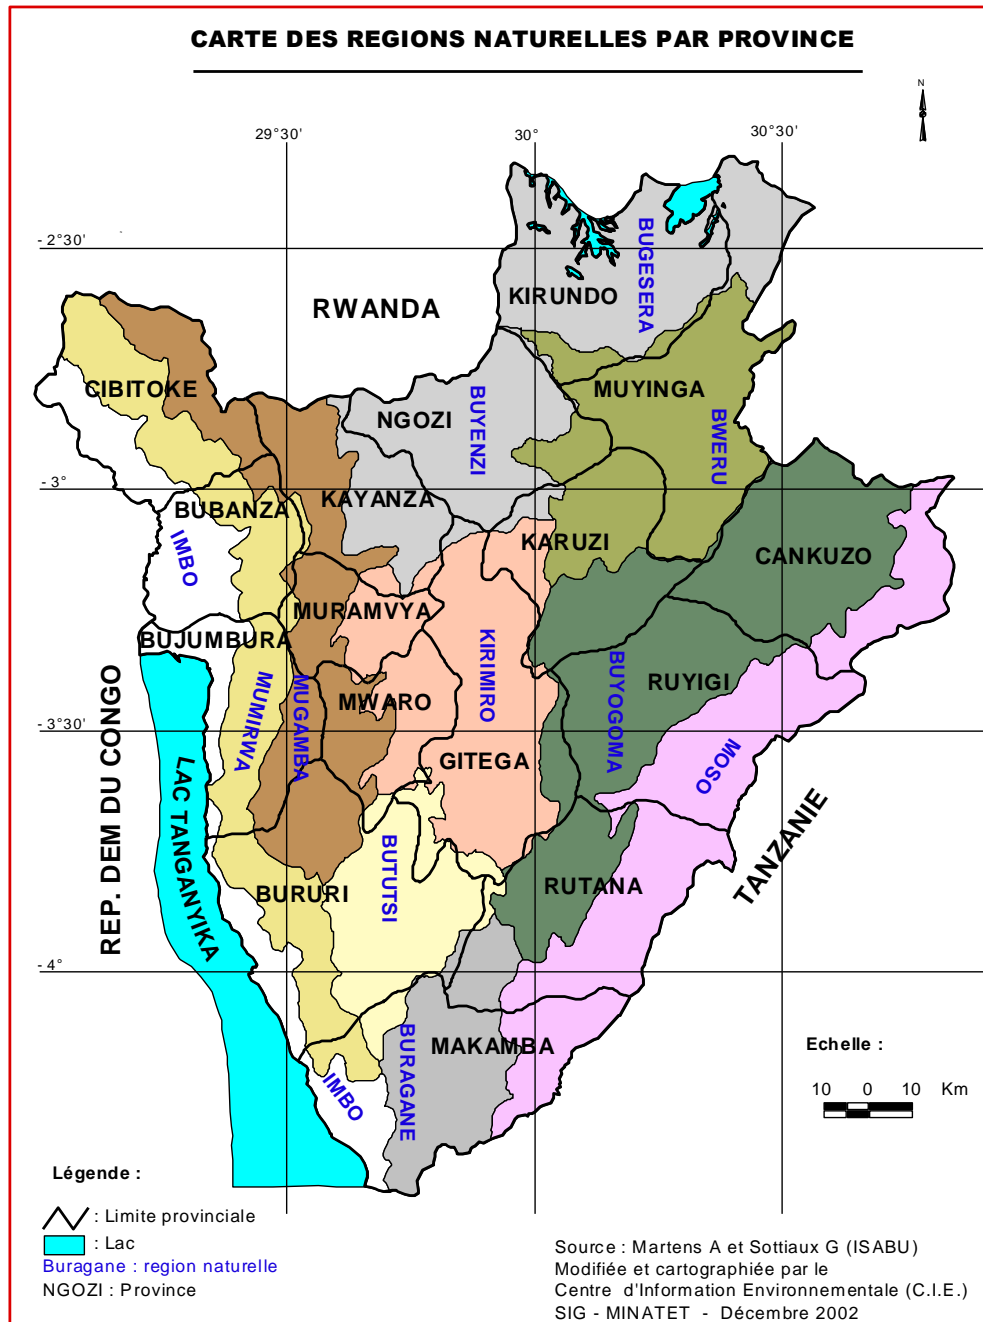 CARTE DES REGIONS NATURELLES PAR PROVINCE
N
29°30'
30°
30°30'
- 2°30'
BUGESERA
KIRUNDO
RWANDA
CIBITOKE
MUYINGA
NGOZI
BUYENZI
BWERU
- 3°
KAYANZA
BUBANZA
IMBO
KARUZI
CANKUZO
MURAMVYA
BUJUMBURA
KIRIMIRO
BUYOGOMA
RUYIGI
MUMIRWA
MUGAMBA
MWARO
- 3°30'
GITEGA
MOSO
REP. DEM DU CONGO
LAC TANGANYIKA
TANZANIE
BURURI
BUTUTSI
RUTANA
- 4°
BURAGANE
MAKAMBA
IMBO
Echelle :
10 0 10 Km
Légende :
: Limite provinciale
: Lac
Buragane : region naturelle
NGOZI : Province
Source : Martens A et Sottiaux G (ISABU)
Modifiée et cartographiée par le
Centre d'Information Environnementale (C.I.E.)
SIG - MINATET - Décembre 2002